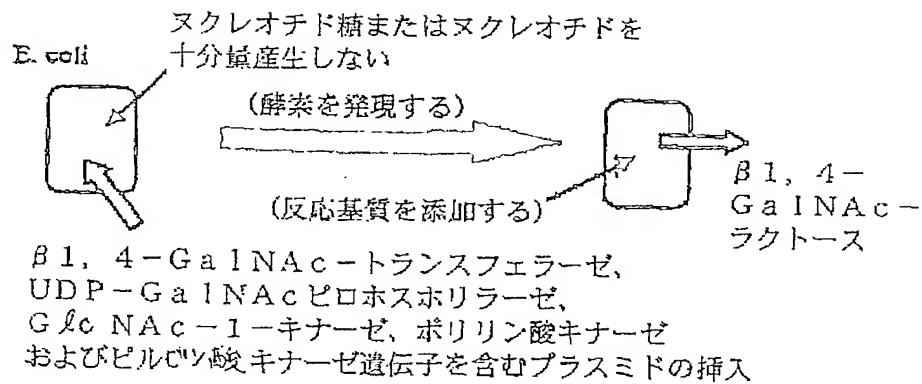 ヌクレオチド糖またはヌクレオチドを
E. coli
十分量産生しない
(酵素を発現する)
(反応基質を添加する)
β1, 4-
GalNAc-
ラクトース
β1, 4-GalNAc-トランスフェラーゼ、
UDP-GalNAcピロホスホリラーゼ、
GlcNAc-1-キナーゼ、ポリリン酸キナーゼ
およびピルビン酸キナーゼ遺伝子を含むプラスミドの挿入